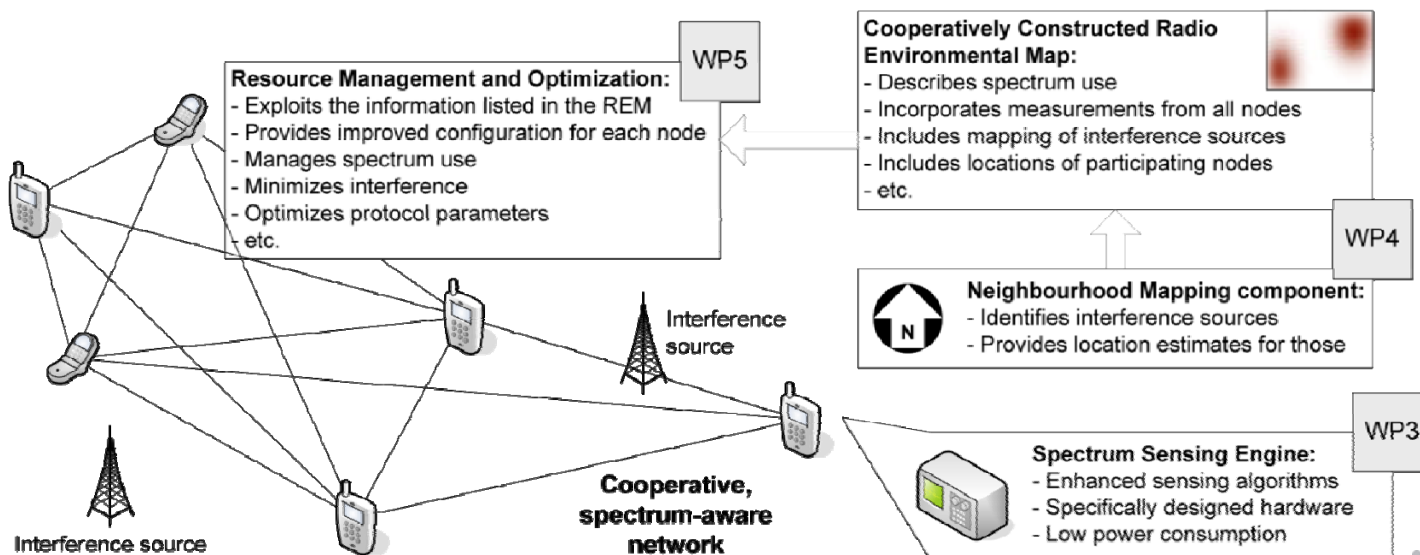 WP5
Resource Management and Optimization:
- Exploits the information listed in the REM
- Provides improved configuration for each node
- Manages spectrum use
- Minimizes interference
- Optimizes protocol parameters
- etc.
Cooperatively Constructed Radio
Environmental Map:
- Describes spectrum use
- Incorporates measurements from all nodes
- Includes mapping of interference sources
- Includes locations of participating nodes
- etc.
WP4
N
Neighbourhood Mapping component:
- Identifies interference sources
- Provides location estimates for those
Interference
source
WP3
Spectrum Sensing Engine:
- Enhanced sensing algorithms
- Specifically designed hardware
- Low power consumption
Cooperative,
spectrum-aware
network
Interference source